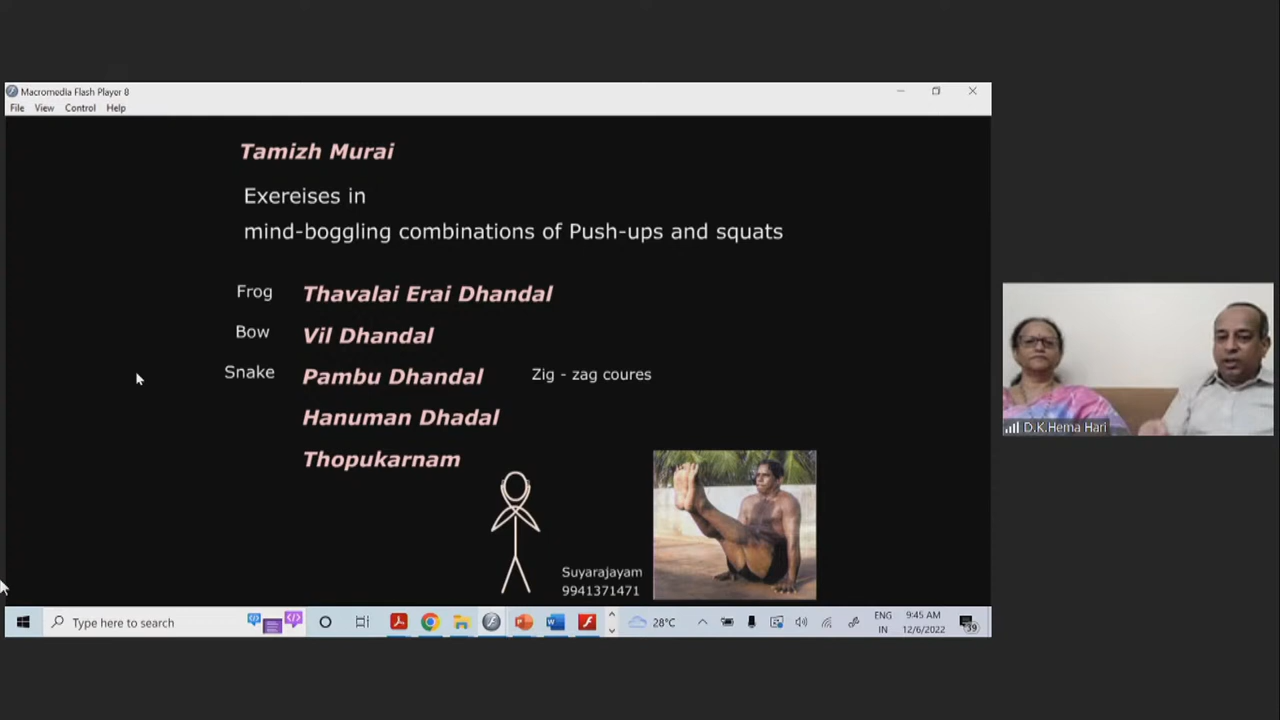 Macromedia Flash Player 8
File View Control Help
Tamizh Murai
Exereises in
mind-boggling combinations of Push-ups and squats
Frog Thavalai Erai Dhandal
Bow Vil Dhandal
Snake Pambu Dhandal Zig - zag coures
Hanuman Dhadal
Thopukarnam
Suyarajayam
9941371471
D.K.Hema Hari
Type here to search
28°C
ENG
IN
9:45 AM
12/6/2022
39